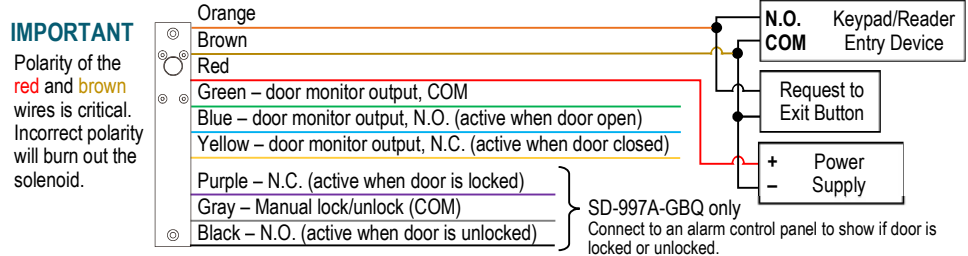 IMPORTANT
Polarity of the
red and brown
wires is critical.
Incorrect polarity
will burn out the
solenoid.
Orange
Brown
Red
Green – door monitor output, COM
Blue – door monitor output, N.O. (active when door open)
Yellow – door monitor output, N.C. (active when door closed)
Purple – N.C. (active when door is locked)
Gray – Manual lock/unlock (COM)
Black – N.O. (active when door is unlocked)
SD-997A-GBQ only
Connect to an alarm control panel to show if door is
locked or unlocked.
N.O. Keypad/Reader
COM Entry Device
Request to
Exit Button
+ Power
– Supply